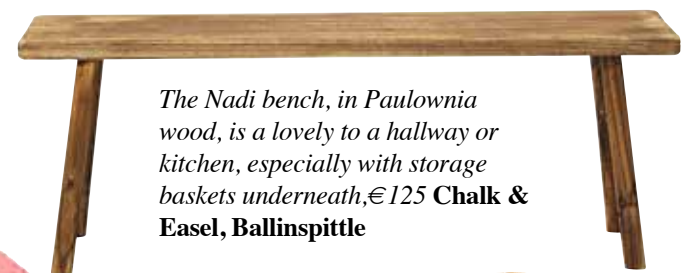 The Nadi bench, in Paulownia
wood, is a lovely to a hallway or
kitchen, especially with storage
baskets underneath,€125 Chalk &
Easel, Ballinspittle